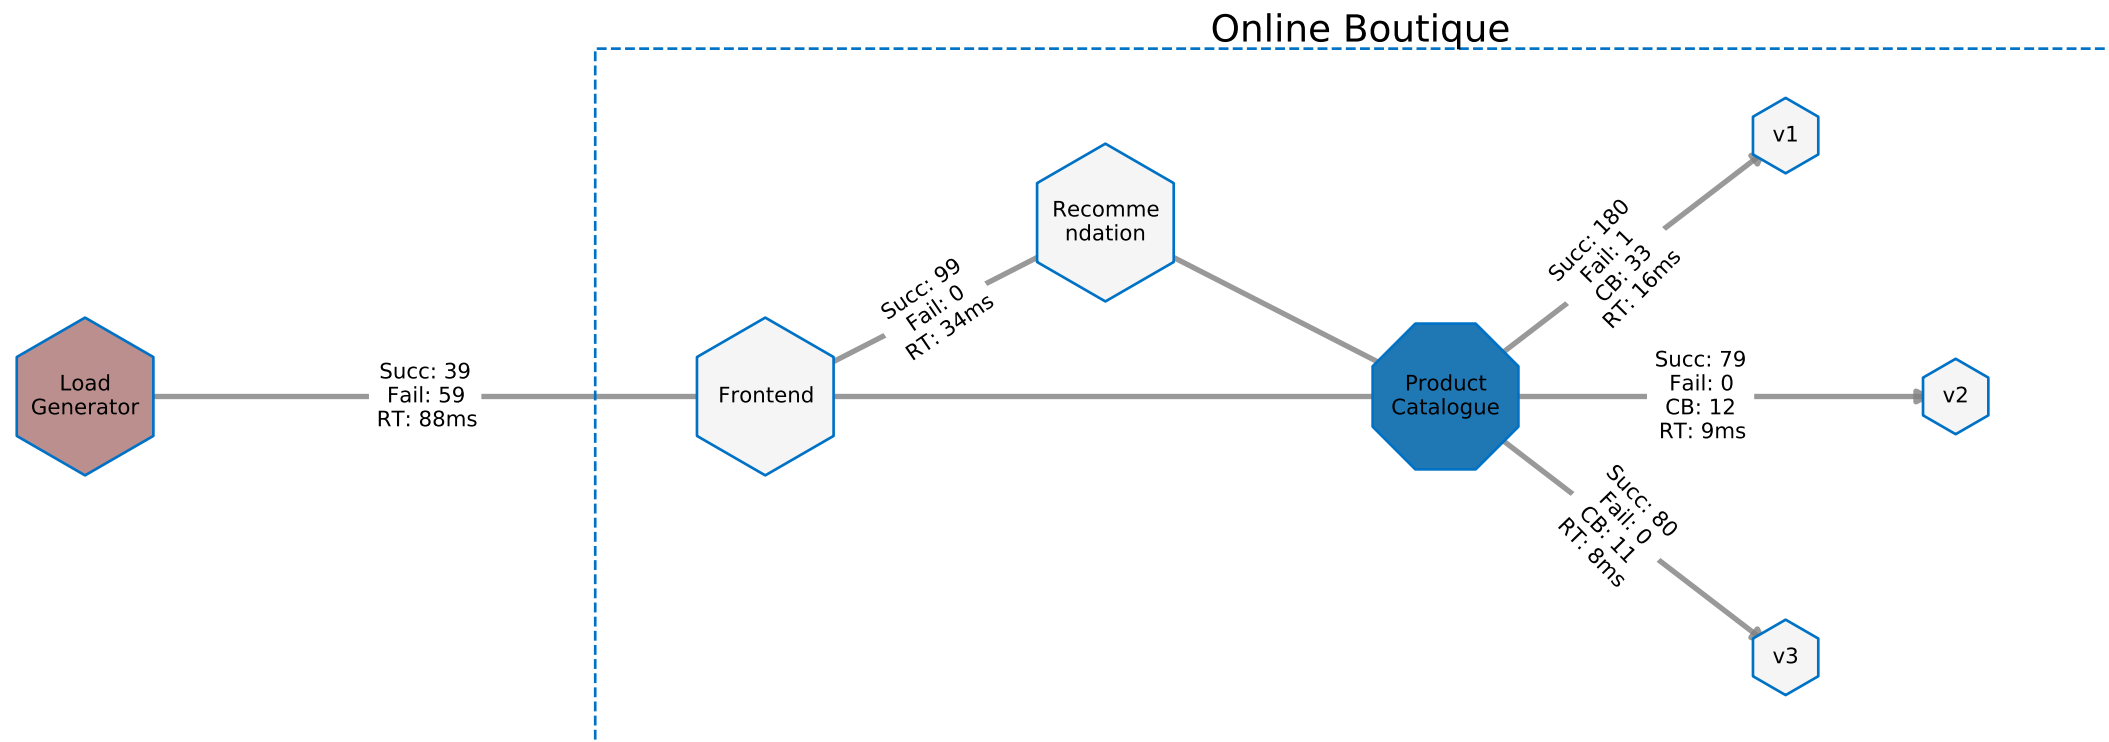 Online Boutique
Load
Generator
Succ: 39
Fail: 59
RT: 88ms
Frontend
Succ: 99
Fail: 0
RT: 34ms
Recomme
ndation
Product
Catalogue
Succ: 180
Fail: 1
CB: 33
RT: 16ms
v1
Succ: 79
Fail: 0
CB: 12
RT: 9ms
v2
Succ: 80
Fail: 0
CB: 11
RT: 8ms
v3